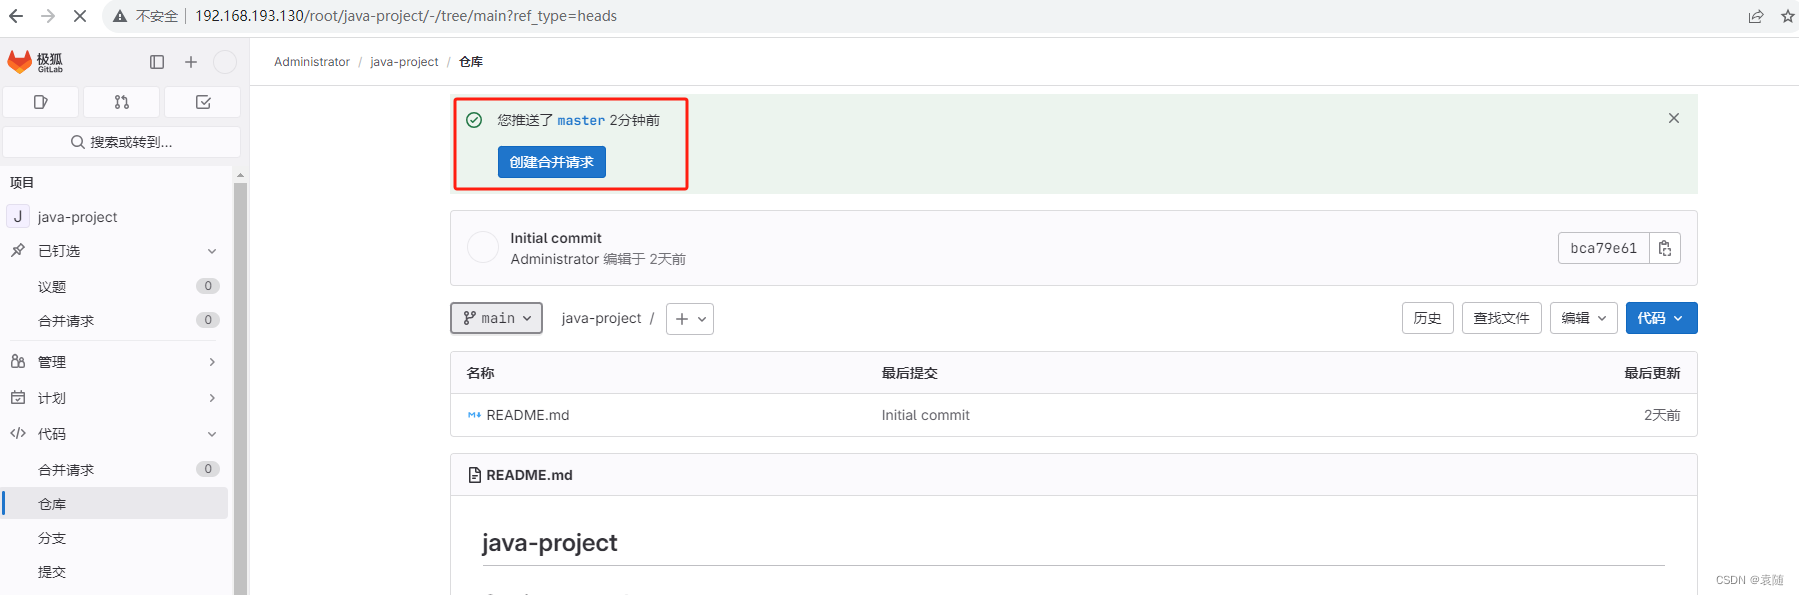 不安全 192.168.193.130/root/java-project/-/tree/main?ref_type=heads
极狐
GitLab
Administrator / java-project / 仓库
搜索或转到...
项目
J java-project
已钉选
议题 0
合并请求 0
管理
计划
代码
合并请求 0
仓库
分支
提交
您推送了 master 2分钟前
创建合并请求
Initial commit
Administrator 编辑于 2天前
bca79e61
main java-project / +
历史 查找文件 编辑 代码
名称 最后提交 最后更新
README.md Initial commit 2天前
README.md
java-project
CSDN @袁随